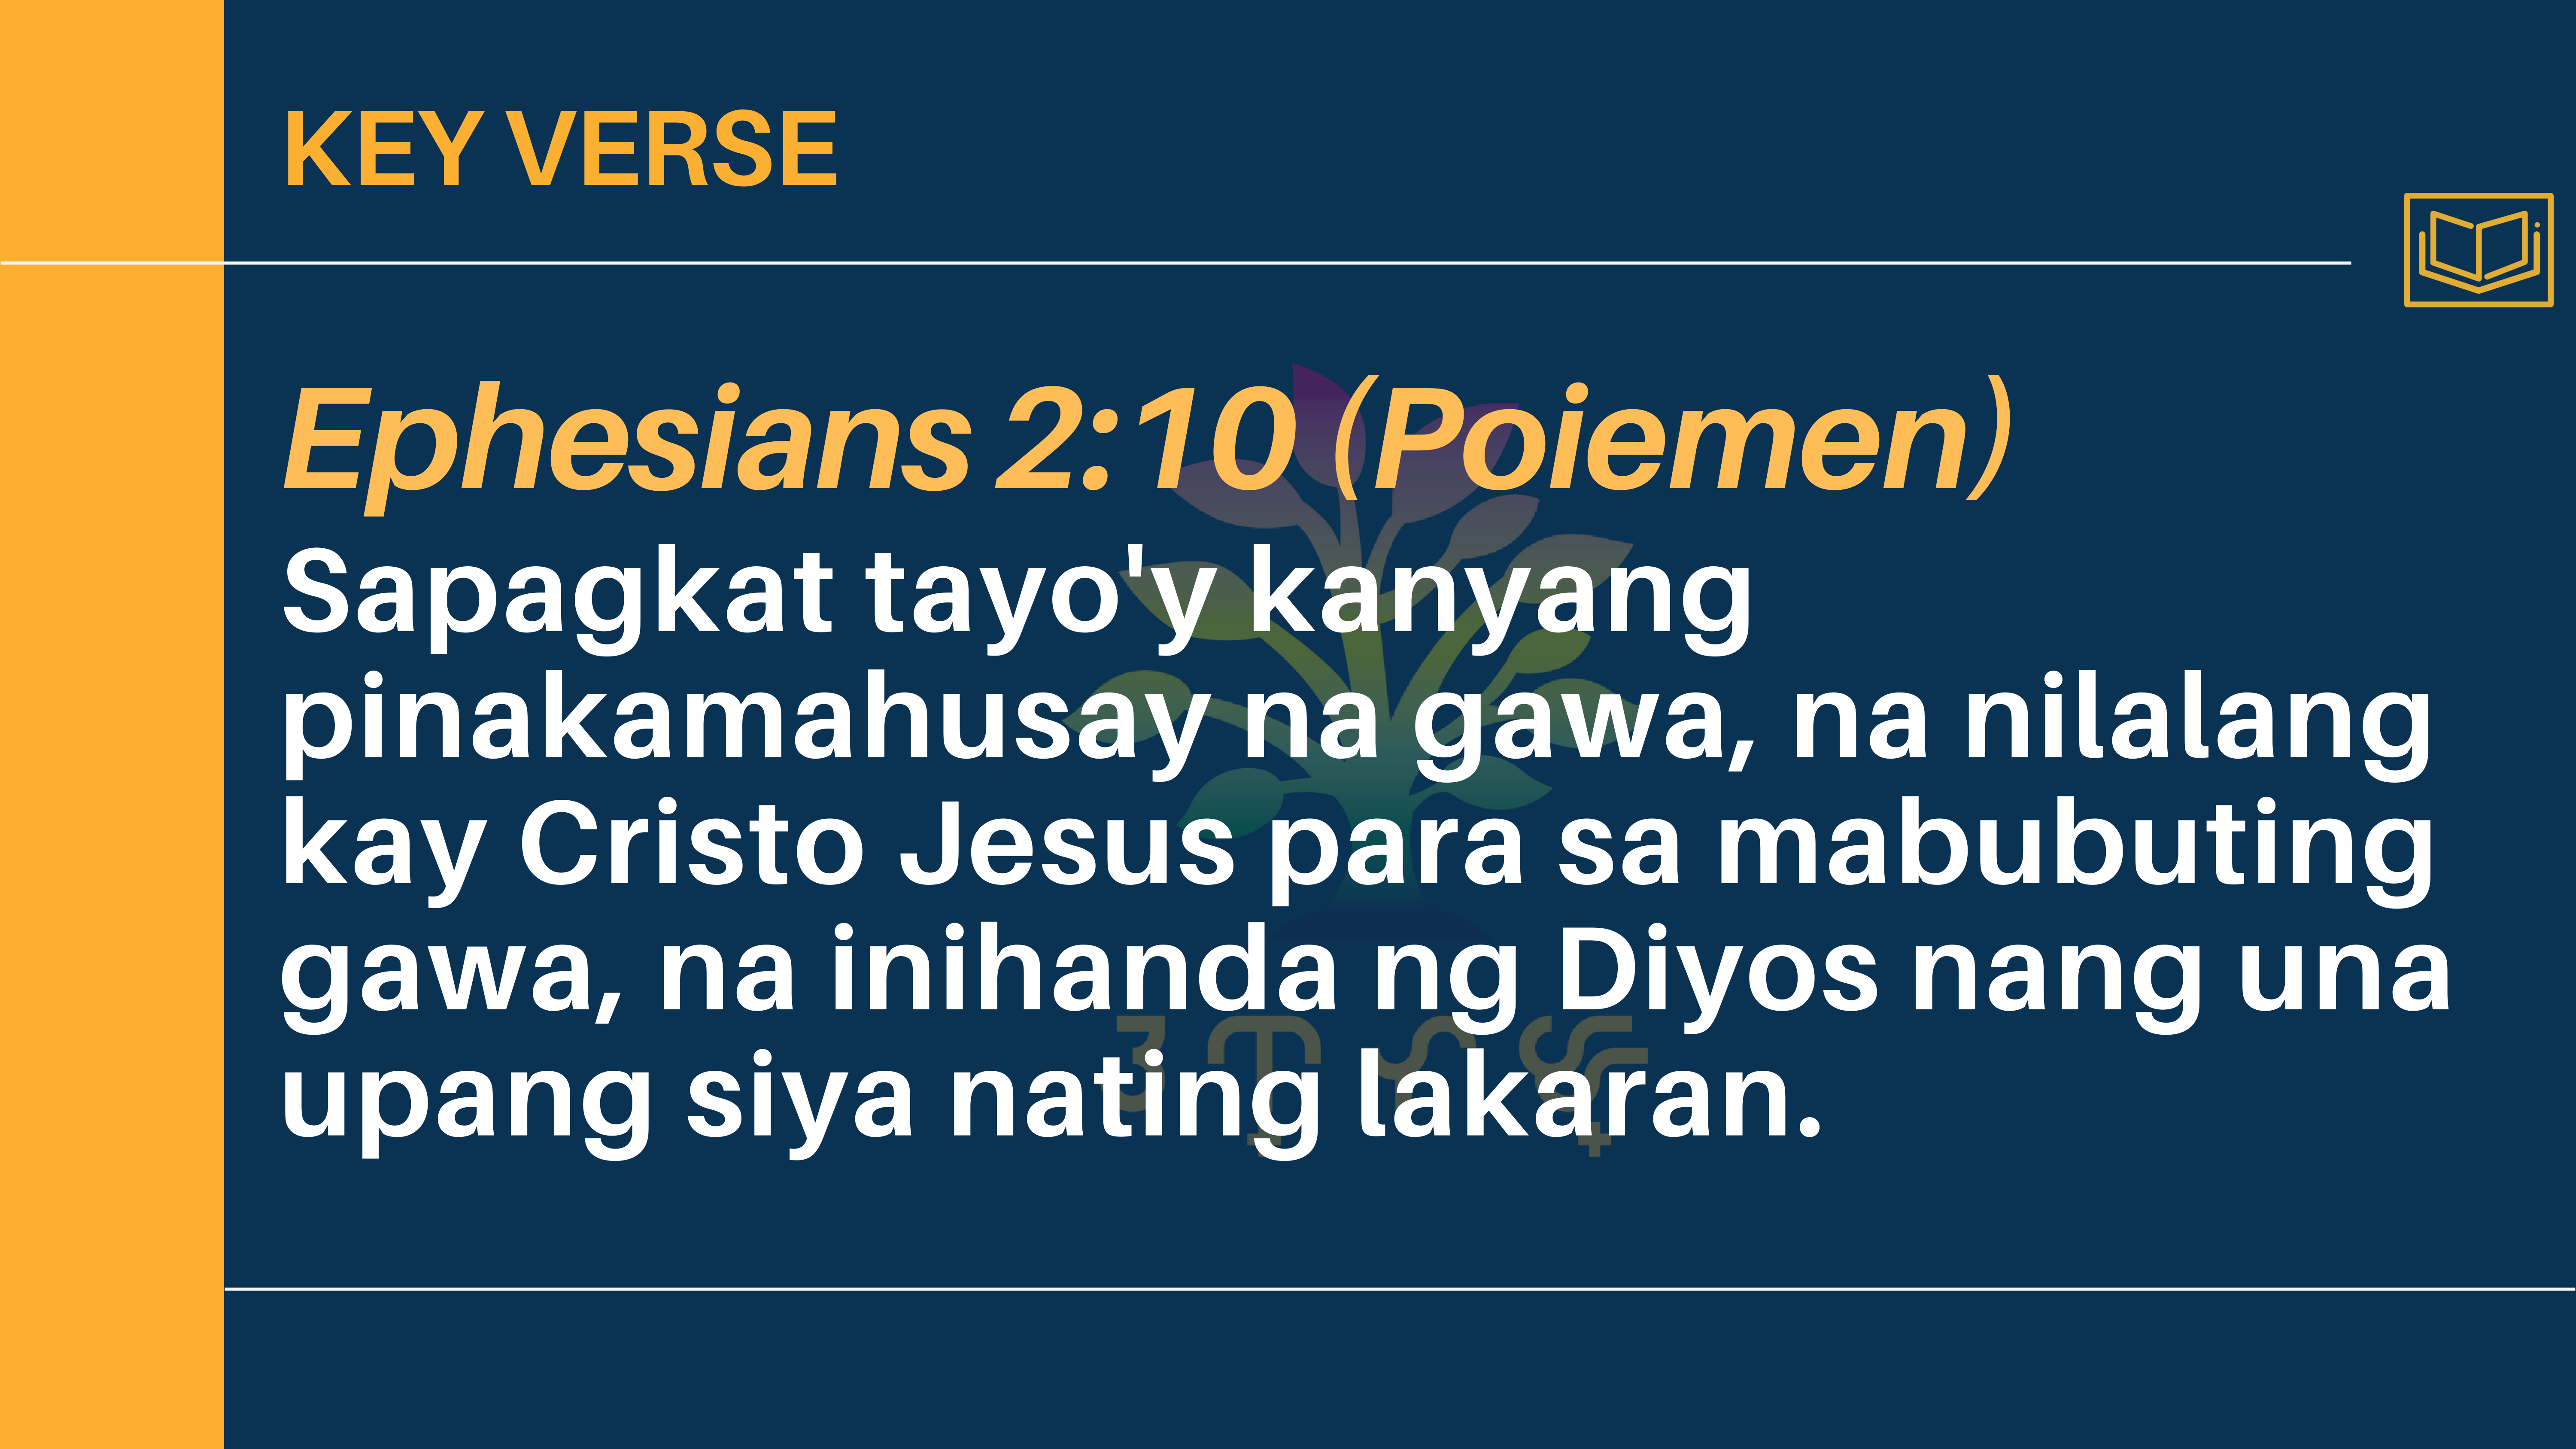 KEY VERSE
Ephesians 2:10 (Poiemen)
Sapagkat tayo'y kanyang
pinakamahusay na gawa, na nilalang
kay Cristo Jesus para sa mabubuting
gawa, na inihanda ng Diyos nang una
upang siya nating lakaran.